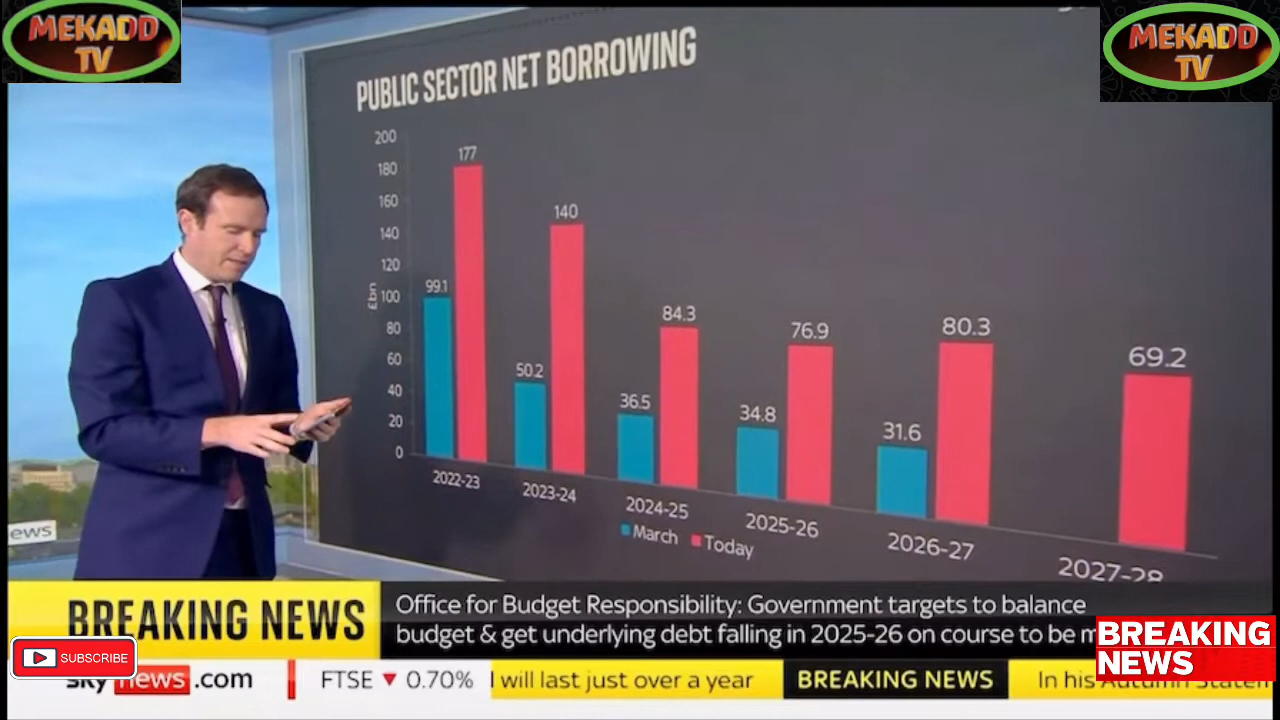 MEKADD
TV
MEKADD
TV
PUBLIC SECTOR NET BORROWING
£bn
200
180
160
140
120
100
80
60
40
20
0
99.1
177
50.2
140
36.5
84.3
34.8
76.9
31.6
80.3
69.2
2022-23
2023-24
2024-25
2025-26
2026-27
2027-28
March
Today
ews
BREAKING NEWS
Office for Budget Responsibility: Government targets to balance
budget & get underlying debt falling in 2025-26 on course to be m
BREAKING
NEWS
SUBSCRIBE
sky news .com
FTSE ▼ 0.70%
will last just over a year
BREAKING NEWS
In his Autumn Statem